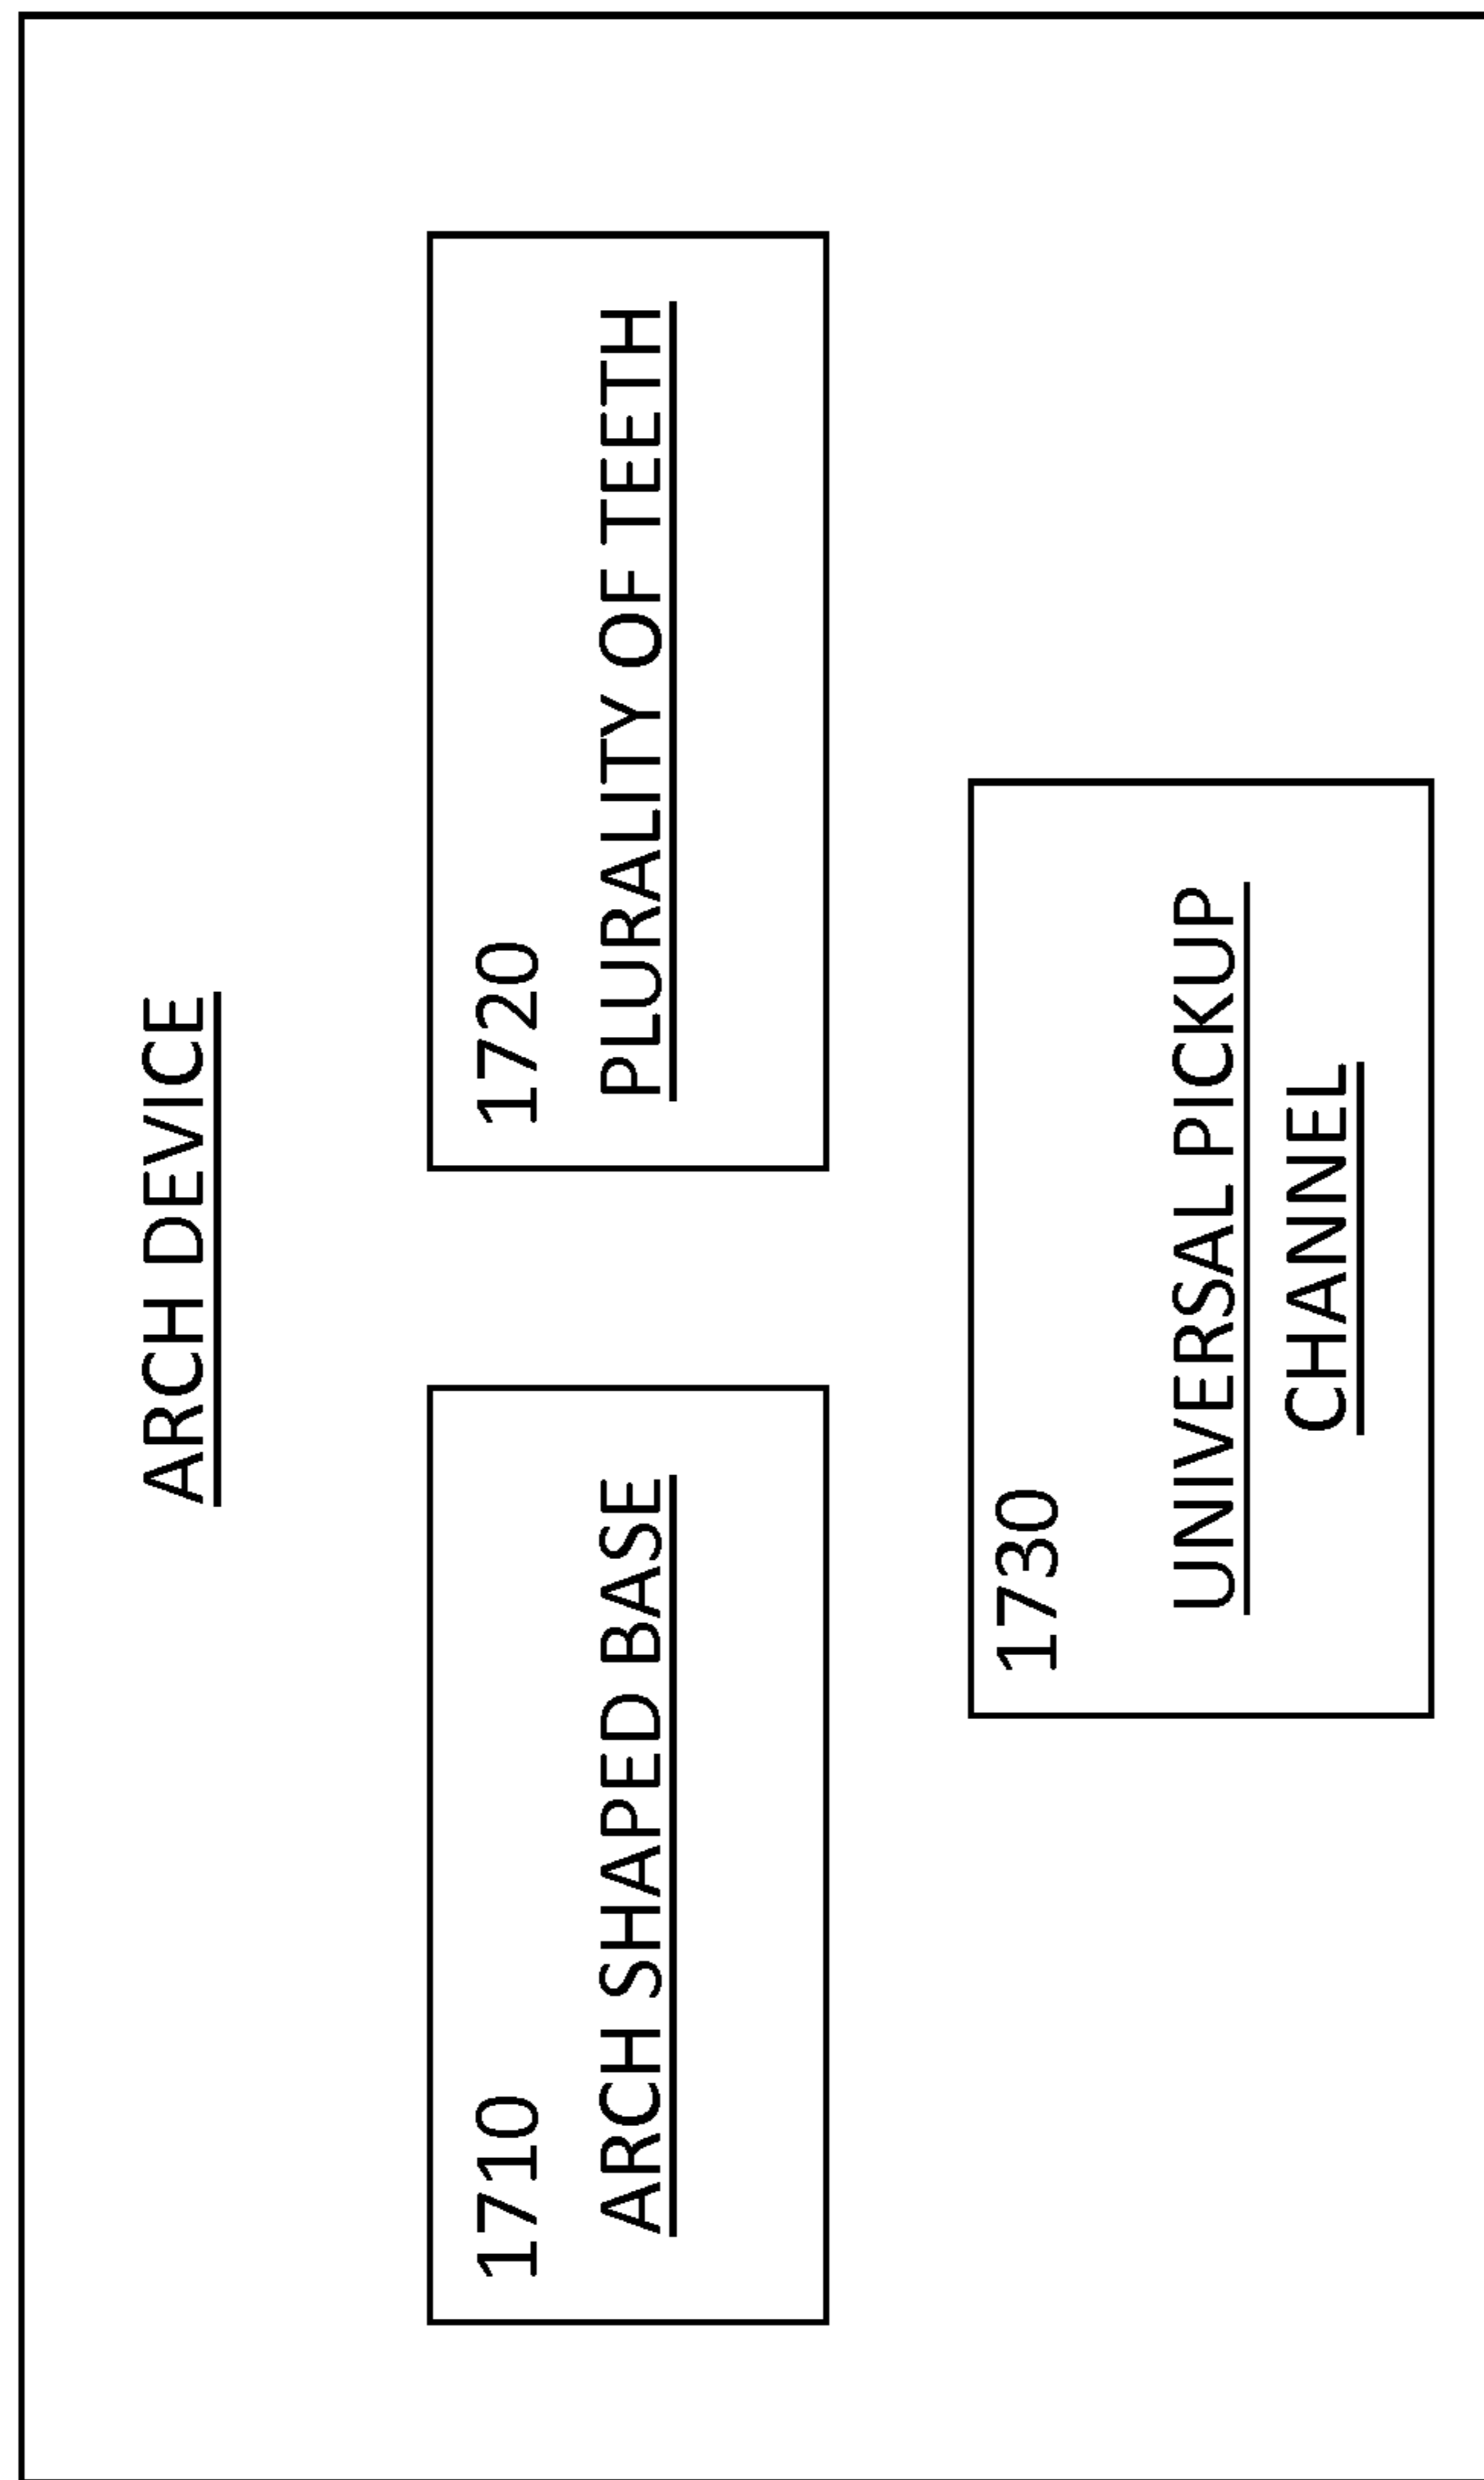 ARCH DEVICE
1710
ARCH SHAPED BASE
1720
PLURALITY OF TEETH
1730
UNIVERSAL PICKUP
CHANNEL